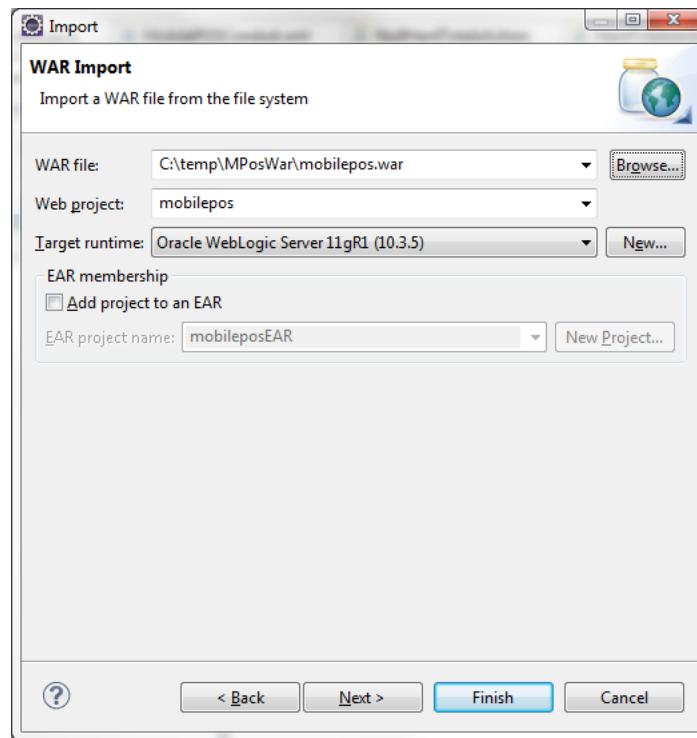 Import
WAR Import
Import a WAR file from the file system
WAR file: C:\temp\MPosWar\mobilepos.war Browse...
Web project: mobilepos
Target runtime: Oracle WebLogic Server 11gR1 (10.3.5) New...
EAR membership
Add project to an EAR
EAR project name: mobileposEAR New Project...
? < Back Next > Finish Cancel